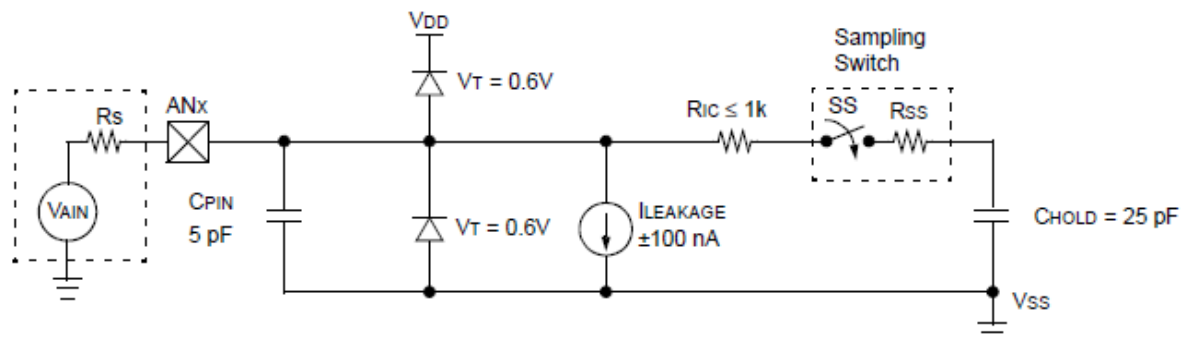 VDD
Sampling
Switch
VT = 0.6V
Rs
ANx
RIC ≤ 1k
SS
RSS
VAIN
CPIN
5 pF
VT = 0.6V
ILEAKAGE
±100 nA
CHOLD = 25 pF
VSS